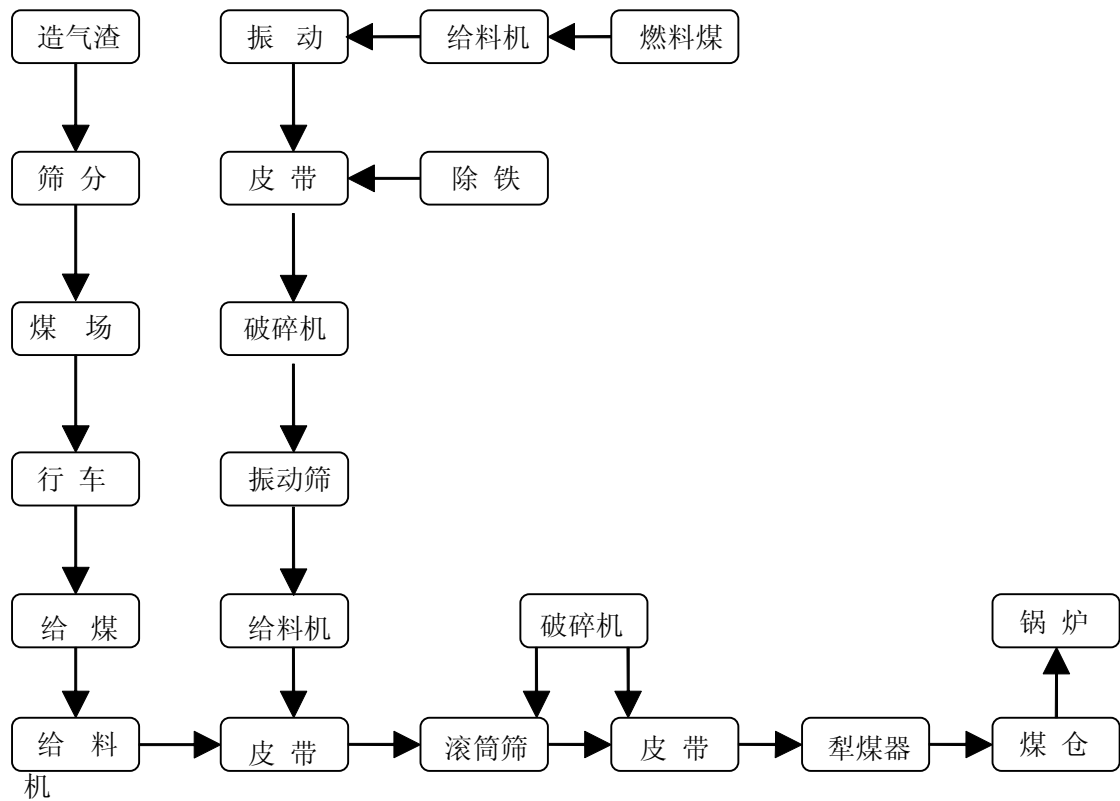 造气渣
振 动
给料机
燃料煤
筛 分
皮 带
除 铁
煤 场
破碎机
行 车
振动筛
给 煤
给料机
破碎机
锅 炉
给 料
机
皮 带
滚筒筛
皮 带
犁煤器
煤 仓